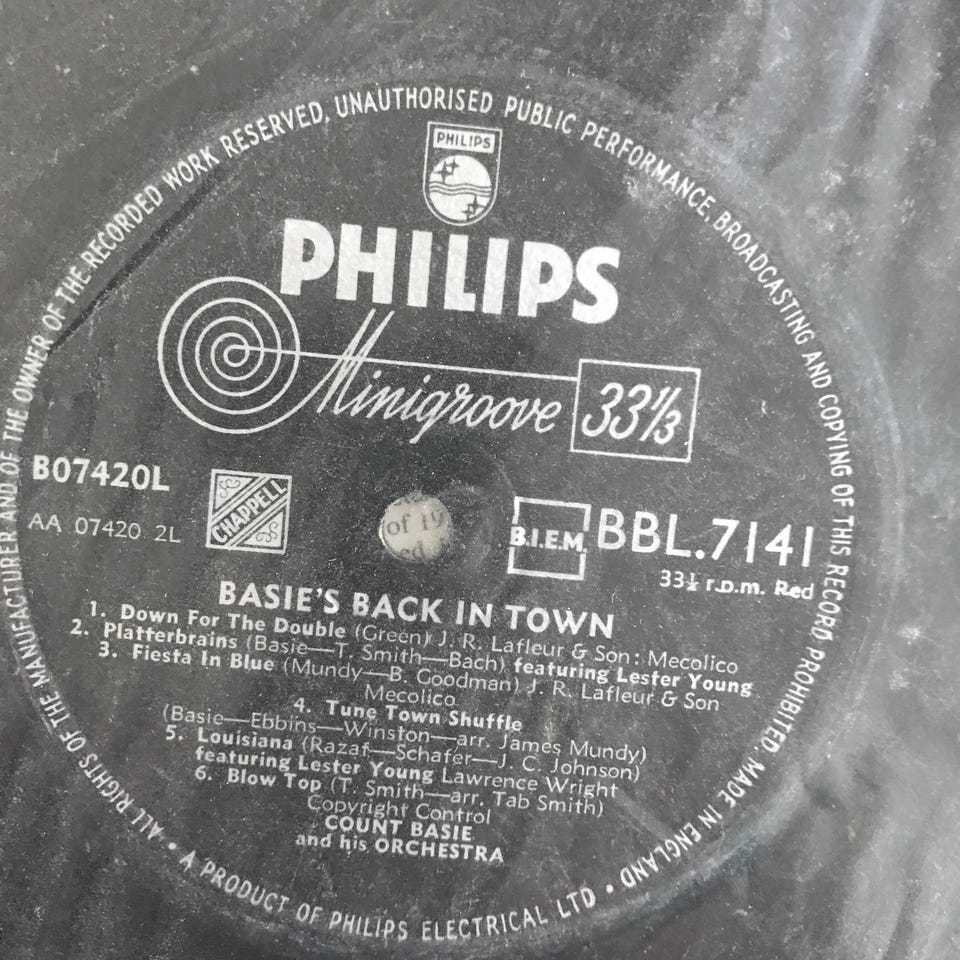 ALL RIGHTS OF THE MANUFACTURER AND OF THE OWNER OF THE RECORDED WORK RESERVED, UNAUTHORISED PUBLIC PERFORMANCE, BROADCASTING AND COPYING OF THIS RECORD PROHIBITED. MADE IN ENGLAND
PHILIPS
PHILIPS
Minigroove 33⅓
B07420L
CHAPPELL
B.I.E.M.
BBL.7141
AA 07420 2L
33⅓ r.p.m. Red
of 19
ed
BASIE'S BACK IN TOWN
1. Down For The Double (Green) J. R. Lafleur & Son: Mecolico
2. Platterbrains (Basie—T. Smith—Bach) featuring Lester Young
3. Fiesta In Blue (Mundy—B. Goodman) J. R. Lafleur & Son
Mecolico
4. Tune Town Shuffle
(Basie—Ebbins—Winston—arr. James Mundy)
5. Louisiana (Razaf—Schafer—J. C. Johnson)
featuring Lester Young Lawrence Wright
6. Blow Top (T. Smith—arr. Tab Smith)
Copyright Control
COUNT BASIE
and his ORCHESTRA
• A PRODUCT OF PHILIPS ELECTRICAL LTD •